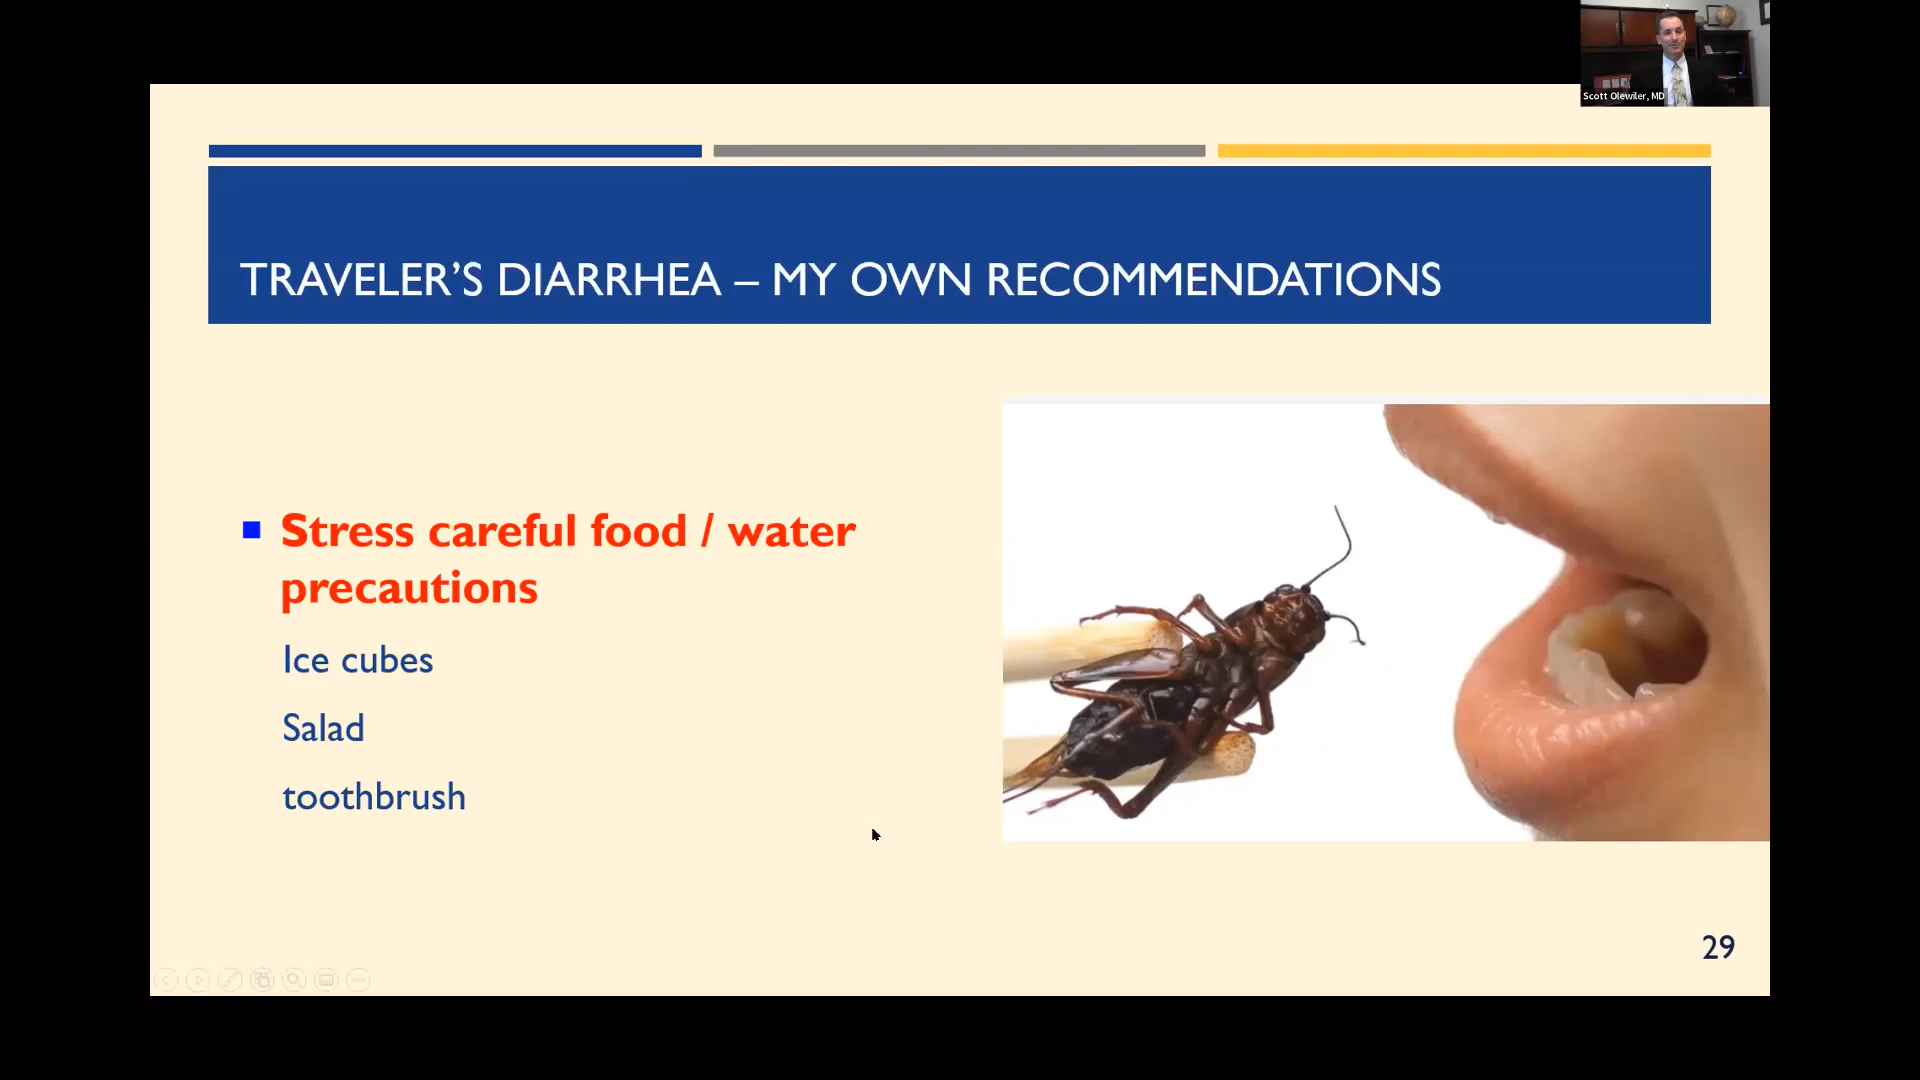 Scott Olewiler, MD
TRAVELER'S DIARRHEA – MY OWN RECOMMENDATIONS
Stress careful food / water
precautions
Ice cubes
Salad
toothbrush
29